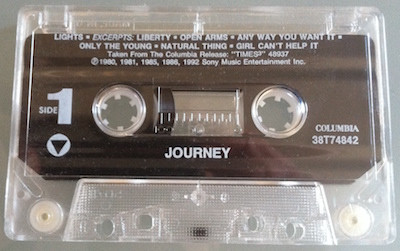 LIGHTS • EXCERPTS: LIBERTY • OPEN ARMS • ANY WAY YOU WANT IT •
ONLY THE YOUNG • NATURAL THING • GIRL CAN'T HELP IT
Taken From The Columbia Release: "TIMES3" 48937
Ⓟ 1980, 1981, 1985, 1986, 1992 Sony Music Entertainment Inc.
SIDE 1
COLUMBIA
38T74842
JOURNEY